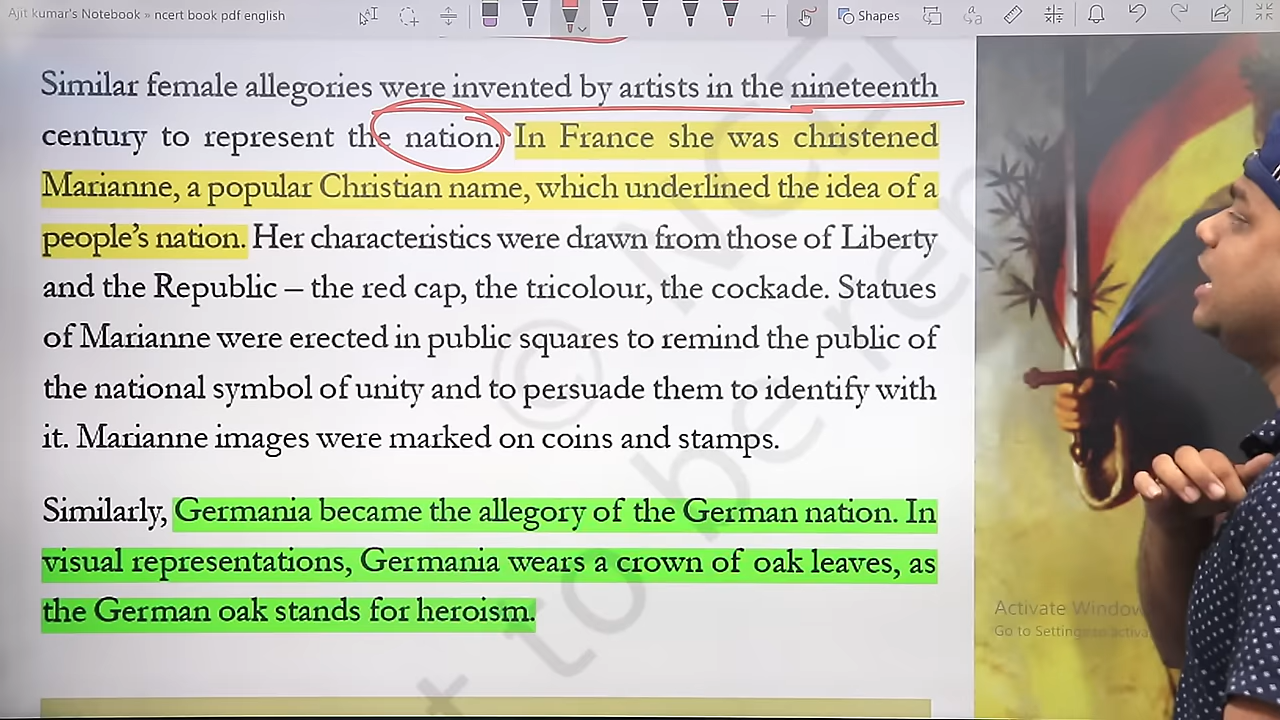 Ajit kumar's Notebook » ncert book pdf english
Shapes
Similar female allegories were invented by artists in the nineteenth
century to represent the nation. In France she was christened
Marianne, a popular Christian name, which underlined the idea of a
people's nation. Her characteristics were drawn from those of Liberty
and the Republic – the red cap, the tricolour, the cockade. Statues
of Marianne were erected in public squares to remind the public of
the national symbol of unity and to persuade them to identify with
it. Marianne images were marked on coins and stamps.
Similarly, Germania became the allegory of the German nation. In
visual representations, Germania wears a crown of oak leaves, as
the German oak stands for heroism.
© NCER
t to be rep
Activate Window
Go to Settings to activa